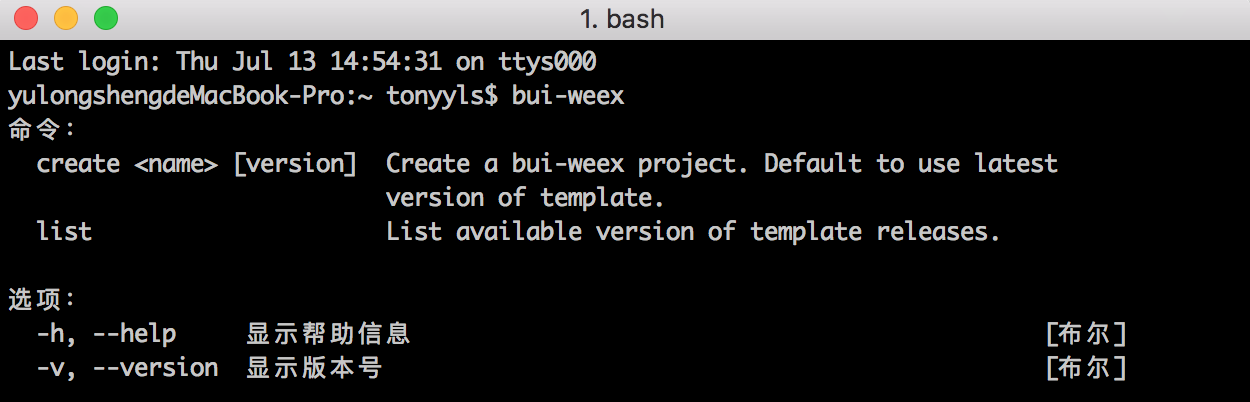 1. bash
Last login: Thu Jul 13 14:54:31 on ttys000
yulongshengdeMacBook-Pro:~ tonyyls$ bui-weex
命令：
create <name> [version]  Create a bui-weex project. Default to use latest
version of template.
list  List available version of template releases.
选项：
-h, --help  显示帮助信息  [布尔]
-v, --version  显示版本号  [布尔]